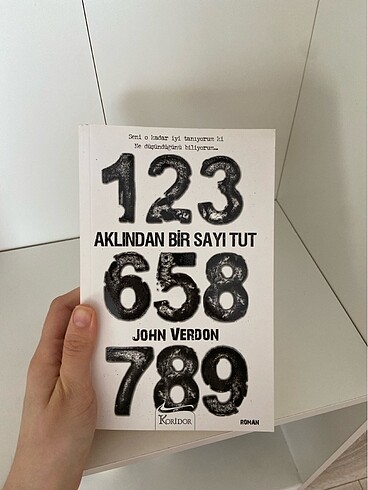 Seni o kadar iyi tanıyorum ki
Ne düşündüğünü biliyorum...
123
AKLINDAN BİR SAYI TUT
658
JOHN VERDON
789
KORİDOR
ROMAN